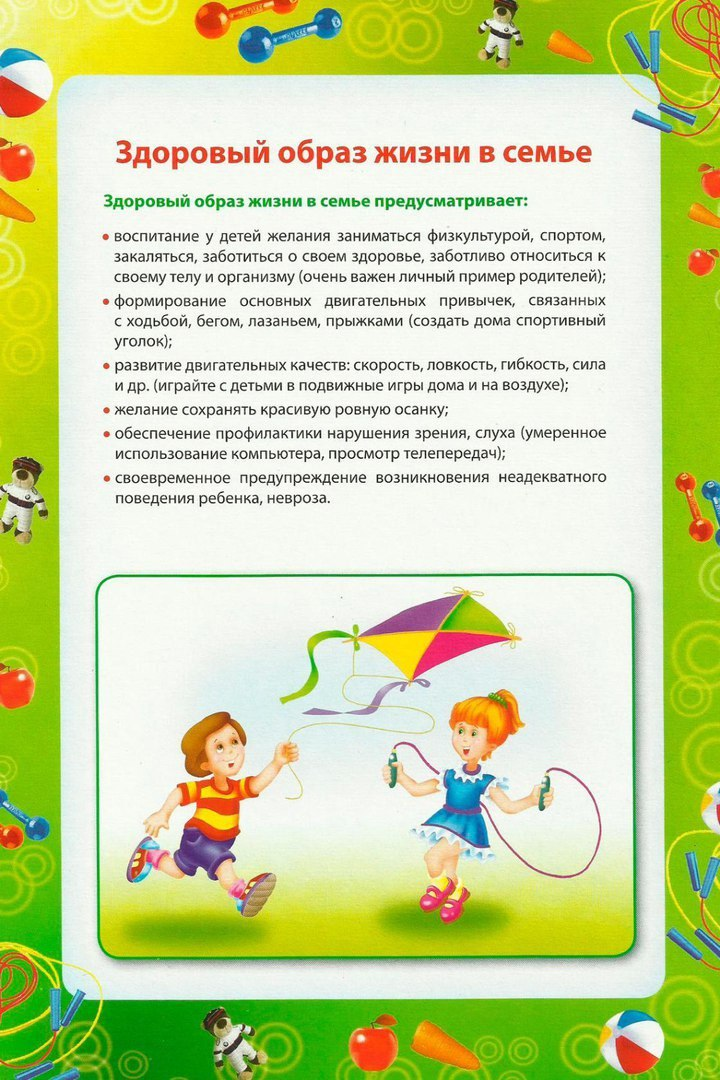 Здоровый образ жизни в семье
Здоровый образ жизни в семье предусматривает:
• воспитание у детей желания заниматься физкультурой, спортом,
закаляться, заботиться о своем здоровье, заботливо относиться к
своему телу и организму (очень важен личный пример родителей);
• формирование основных двигательных привычек, связанных
с ходьбой, бегом, лазаньем, прыжками (создать дома спортивный
уголок);
• развитие двигательных качеств: скорость, ловкость, гибкость, сила
и др. (играйте с детьми в подвижные игры дома и на воздухе);
• желание сохранять красивую ровную осанку;
• обеспечение профилактики нарушения зрения, слуха (умеренное
использование компьютера, просмотр телепередач);
• своевременное предупреждение возникновения неадекватного
поведения ребенка, невроза.